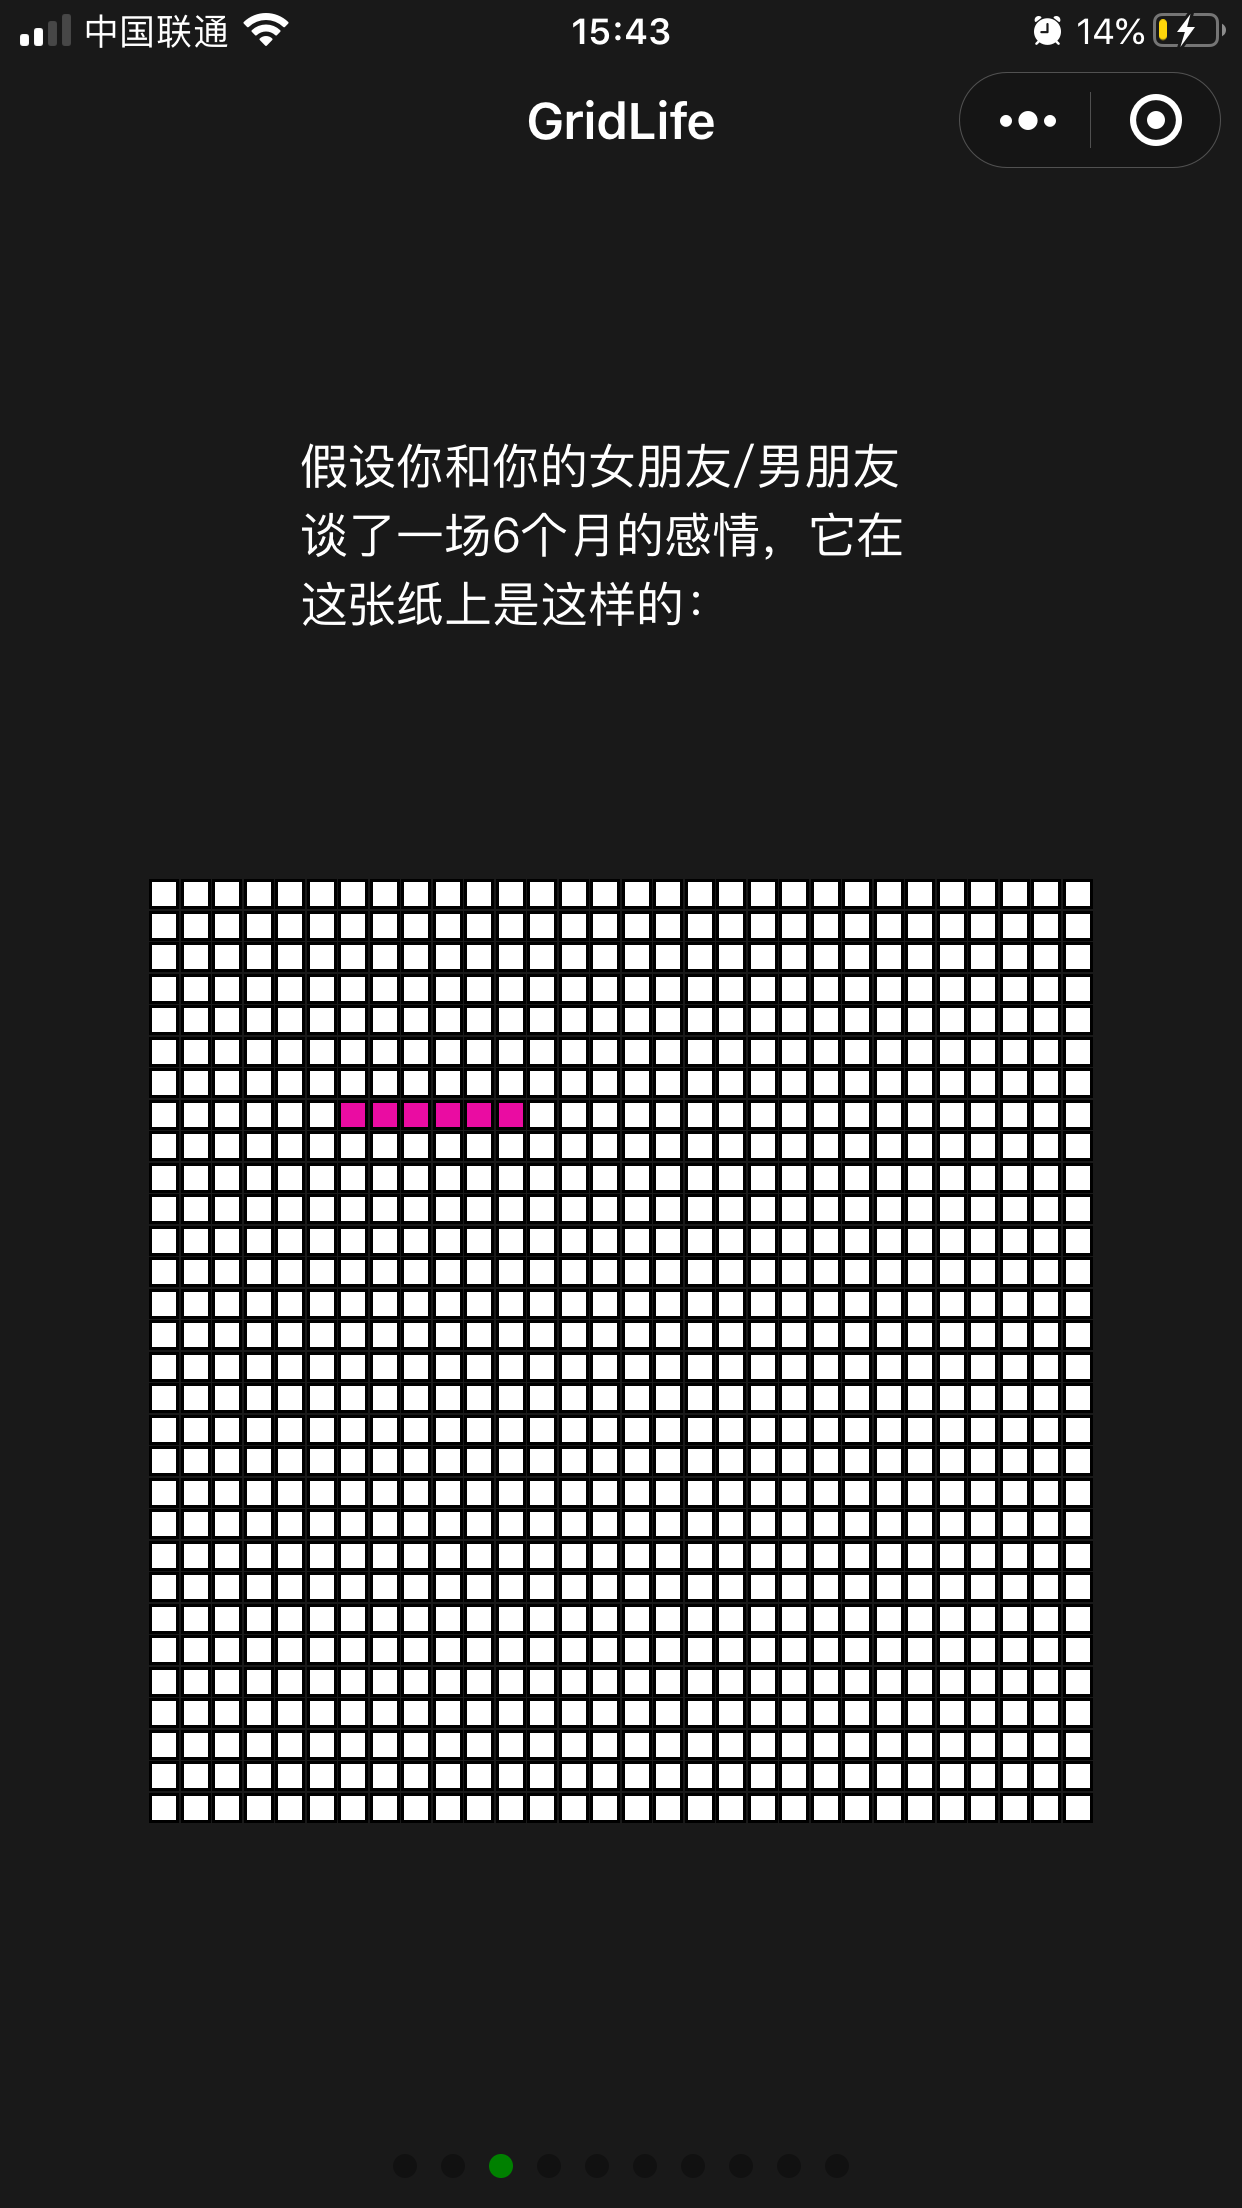 中国联通
15:43
14%
GridLife
假设你和你的女朋友/男朋友
谈了一场6个月的感情，它在
这张纸上是这样的：